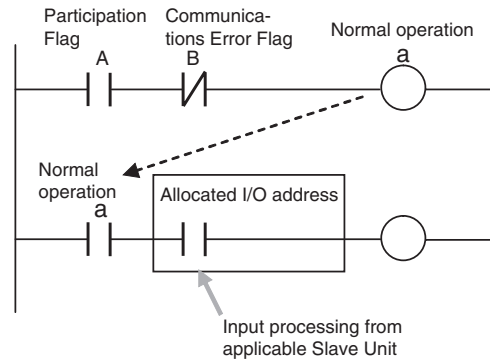 Participation
Flag
Communica-
tions Error Flag
Normal operation
A
B
a
Normal
operation
a
Allocated I/O address
Input processing from
applicable Slave Unit